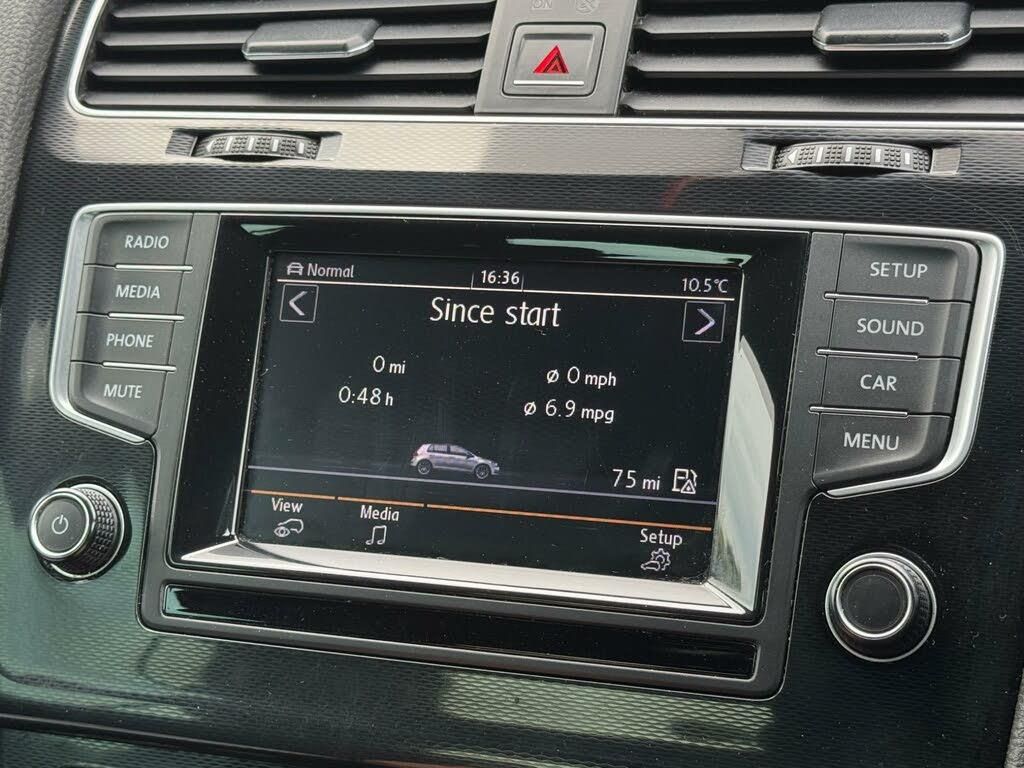 ON
RADIO
MEDIA
PHONE
MUTE
Normal
16:36
10.5°C
Since start
0 mi
ø 0 mph
0:48 h
ø 6.9 mpg
75 mi
View
Media
Setup
SETUP
SOUND
CAR
MENU